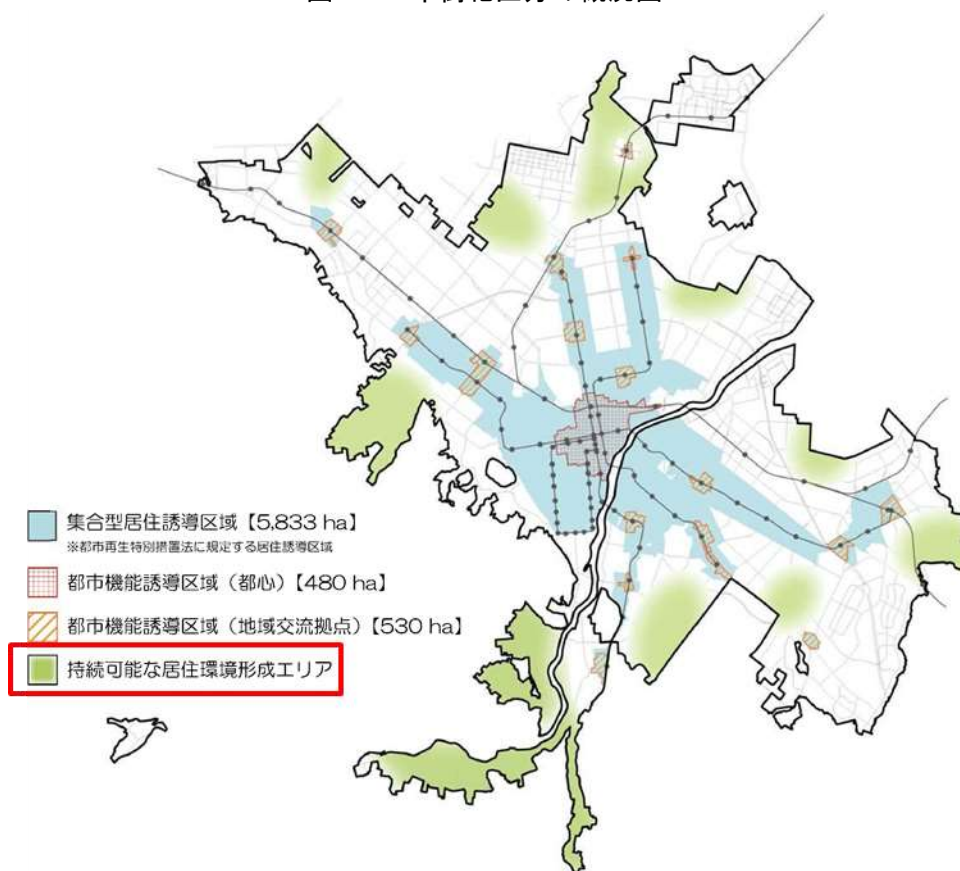 集合型居住誘導区域【5,833 ha】
※都市再生特別措置法に規定する居住誘導区域
都市機能誘導区域（都心）【480 ha】
都市機能誘導区域（地域交流拠点）【530 ha】
持続可能な居住環境形成エリア